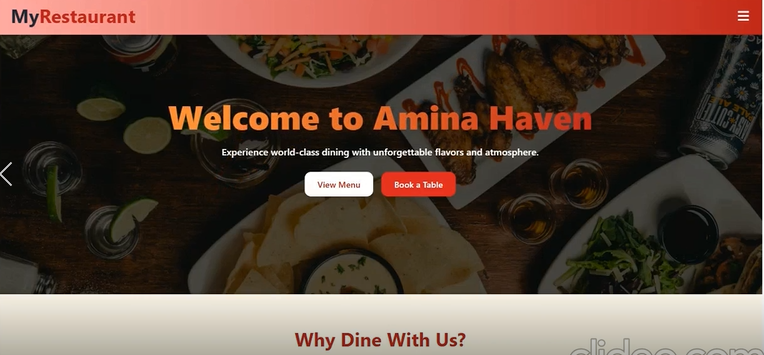 MyRestaurant
Welcome to Amina Haven
Experience world-class dining with unforgettable flavors and atmosphere.
View Menu
Book a Table
Why Dine With Us?